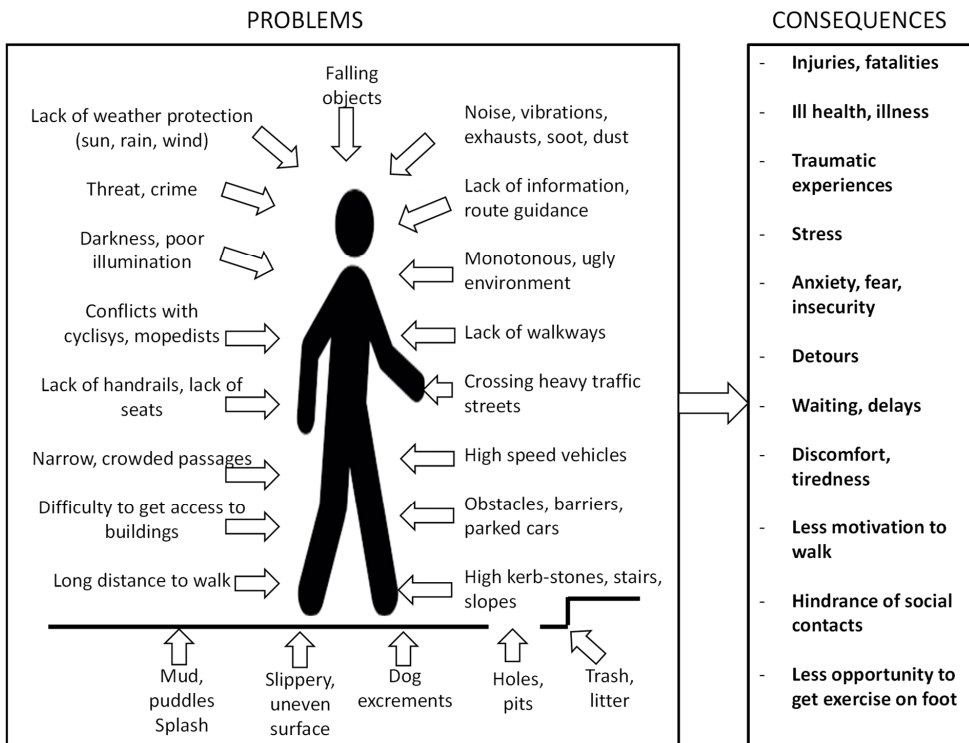 PROBLEMS
Falling
objects
Lack of weather protection
(sun, rain, wind)
Threat, crime
Darkness, poor
illumination
Conflicts with
cyclisys, mopedists
Lack of handrails, lack of
seats
Narrow, crowded passages
Difficulty to get access to
buildings
Long distance to walk
Noise, vibrations,
exhausts, soot, dust
Lack of information,
route guidance
Monotonous, ugly
environment
Lack of walkways
Crossing heavy traffic
streets
High speed vehicles
Obstacles, barriers,
parked cars
High kerb-stones, stairs,
slopes
Mud,
puddles
Splash
Slippery,
uneven
surface
Dog
excrements
Holes,
pits
Trash,
litter
CONSEQUENCES
- Injuries, fatalities
- Ill health, illness
- Traumatic
experiences
- Stress
- Anxiety, fear,
insecurity
- Detours
- Waiting, delays
- Discomfort,
tiredness
- Less motivation to
walk
- Hindrance of social
contacts
- Less opportunity to
get exercise on foot